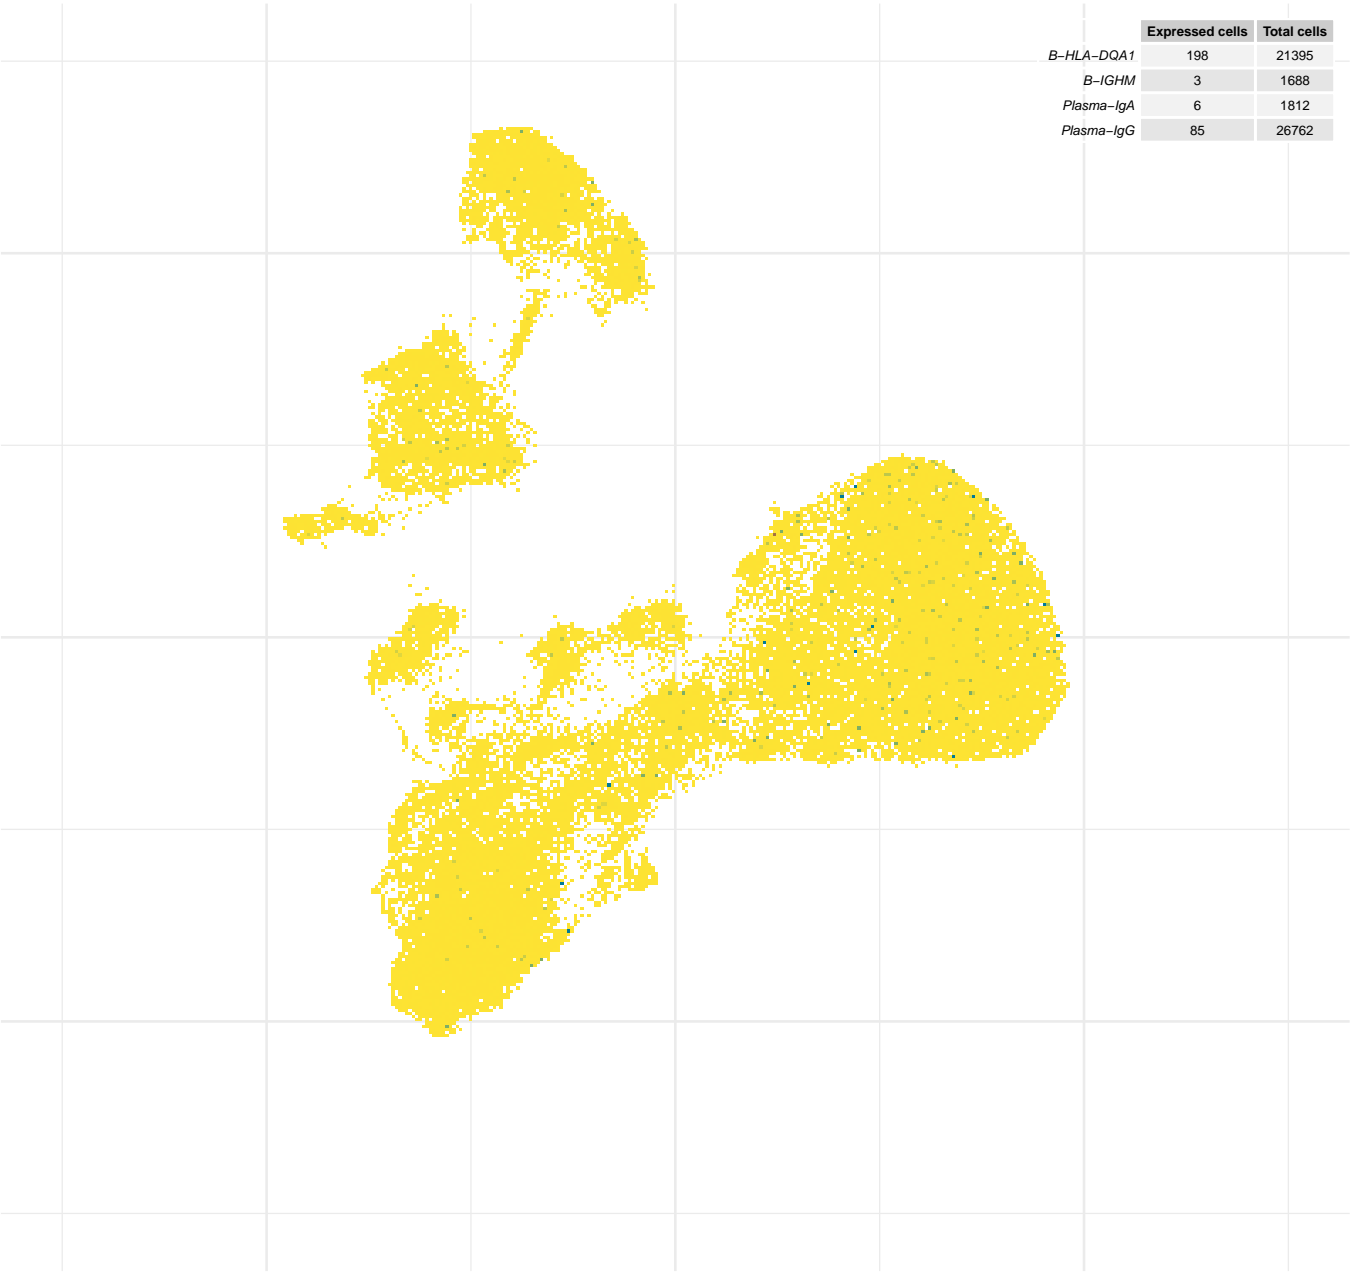 Expressed cells Total cells
B−HLA−DQA1 198 21395
B−IGHM 3 1688
Plasma−IgA 6 1812
Plasma−IgG 85 26762